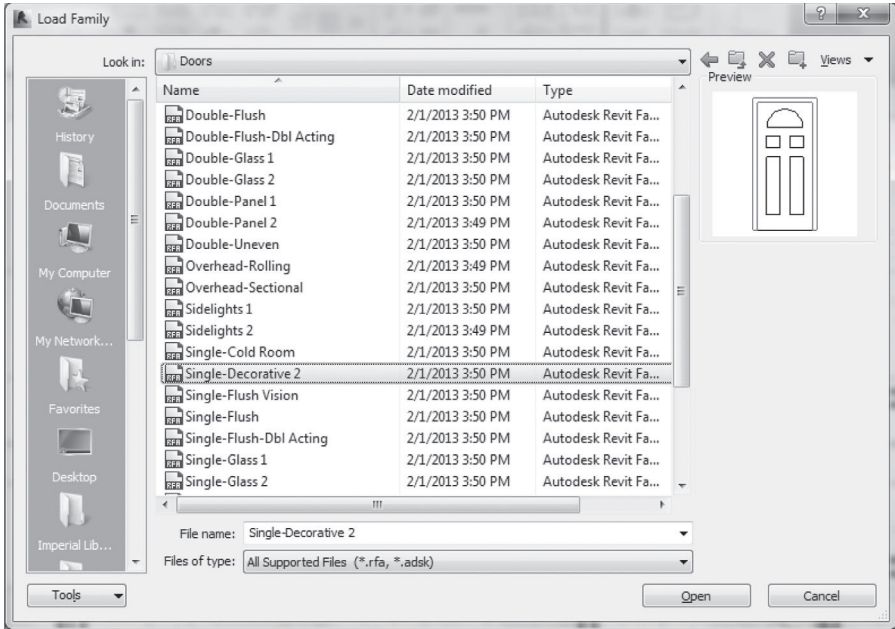 Load Family
Look in: Doors
Views
Preview
Name Date modified Type
Double-Flush 2/1/2013 3:50 PM Autodesk Revit Fa...
Double-Flush-Dbl Acting 2/1/2013 3:50 PM Autodesk Revit Fa...
Double-Glass 1 2/1/2013 3:50 PM Autodesk Revit Fa...
Double-Glass 2 2/1/2013 3:50 PM Autodesk Revit Fa...
Double-Panel 1 2/1/2013 3:50 PM Autodesk Revit Fa...
Double-Panel 2 2/1/2013 3:49 PM Autodesk Revit Fa...
Double-Uneven 2/1/2013 3:50 PM Autodesk Revit Fa...
Overhead-Rolling 2/1/2013 3:49 PM Autodesk Revit Fa...
Overhead-Sectional 2/1/2013 3:50 PM Autodesk Revit Fa...
Sidelights 1 2/1/2013 3:50 PM Autodesk Revit Fa...
Sidelights 2 2/1/2013 3:49 PM Autodesk Revit Fa...
Single-Cold Room 2/1/2013 3:50 PM Autodesk Revit Fa...
Single-Decorative 2 2/1/2013 3:50 PM Autodesk Revit Fa...
Single-Flush Vision 2/1/2013 3:50 PM Autodesk Revit Fa...
Single-Flush 2/1/2013 3:50 PM Autodesk Revit Fa...
Single-Flush-Dbl Acting 2/1/2013 3:50 PM Autodesk Revit Fa...
Single-Glass 1 2/1/2013 3:50 PM Autodesk Revit Fa...
Single-Glass 2 2/1/2013 3:50 PM Autodesk Revit Fa...
History
Documents
My Computer
My Network...
Favorites
Desktop
Imperial Lib...
File name: Single-Decorative 2
Files of type: All Supported Files (*.rfa, *.adsk)
Tools
Open
Cancel